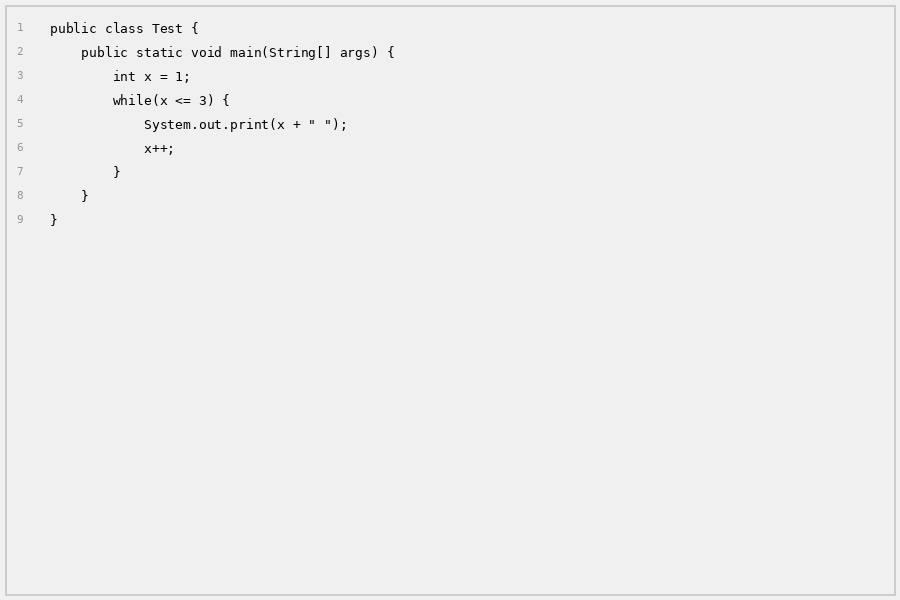 1 public class Test {
2     public static void main(String[] args) {
3         int x = 1;
4         while(x <= 3) {
5             System.out.print(x + " ");
6             x++;
7         }
8     }
9 }